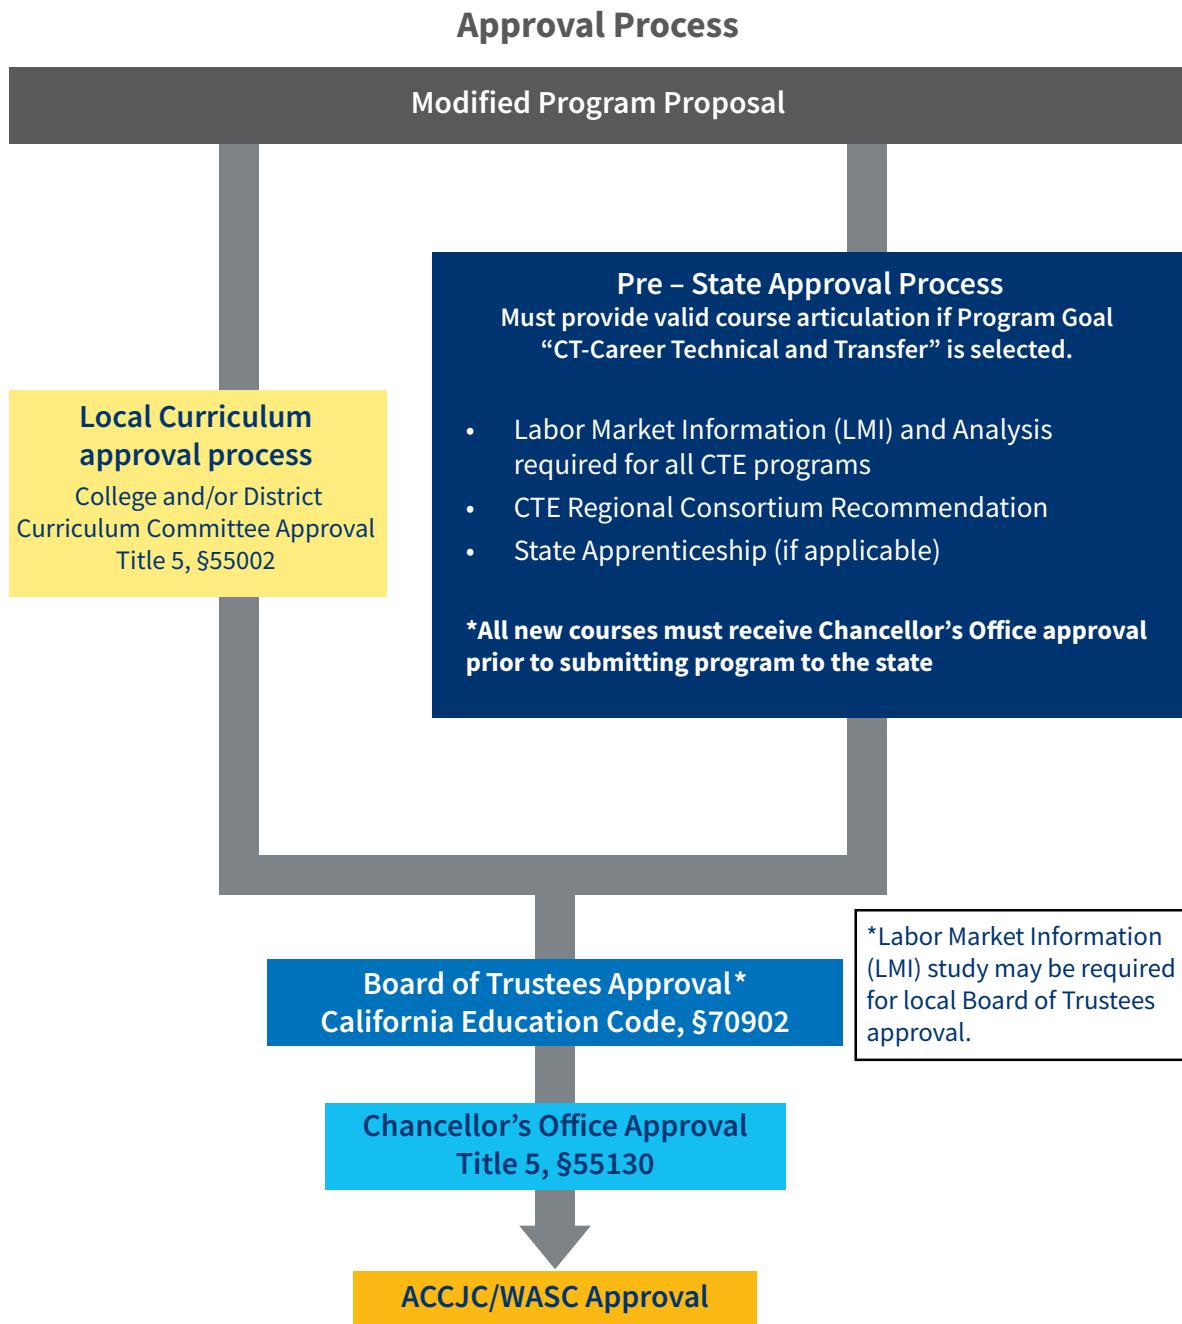 Approval Process
Modified Program Proposal
Pre – State Approval Process
Must provide valid course articulation if Program Goal
“CT-Career Technical and Transfer” is selected.
• Labor Market Information (LMI) and Analysis
required for all CTE programs
• CTE Regional Consortium Recommendation
• State Apprenticeship (if applicable)
*All new courses must receive Chancellor’s Office approval
prior to submitting program to the state
Local Curriculum
approval process
College and/or District
Curriculum Committee Approval
Title 5, §55002
Board of Trustees Approval*
California Education Code, §70902
*Labor Market Information
(LMI) study may be required
for local Board of Trustees
approval.
Chancellor’s Office Approval
Title 5, §55130
ACCJC/WASC Approval